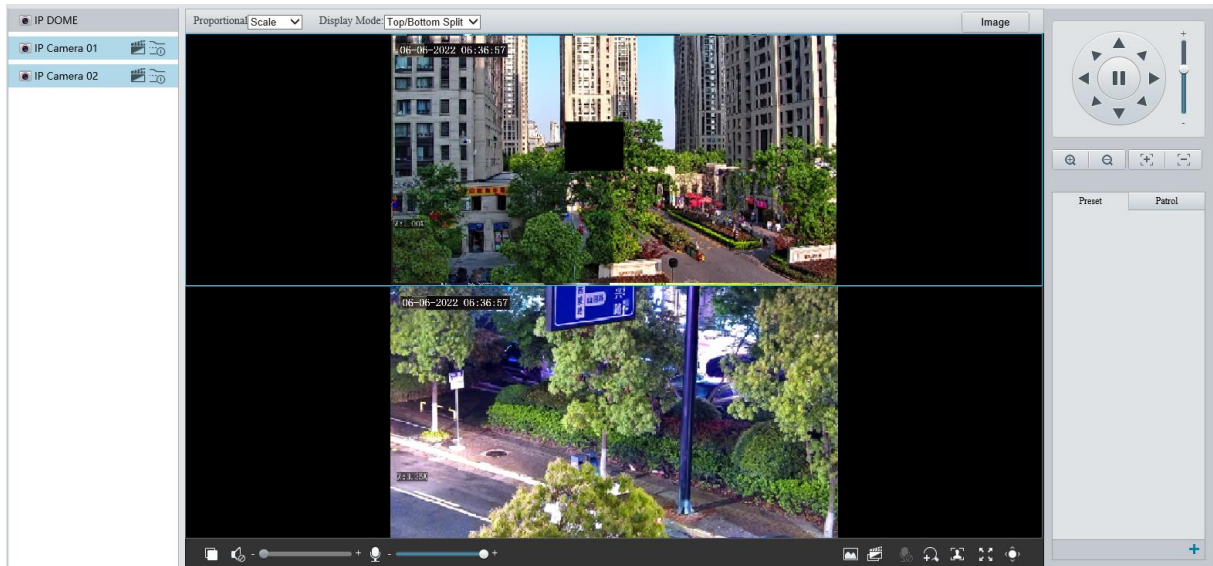 IP DOME
IP Camera 01
IP Camera 02
Proportional Scale Display Mode: Top/Bottom Split Image
06-06-2022 06:36:57
06-06-2022 06:36:57
Preset Patrol